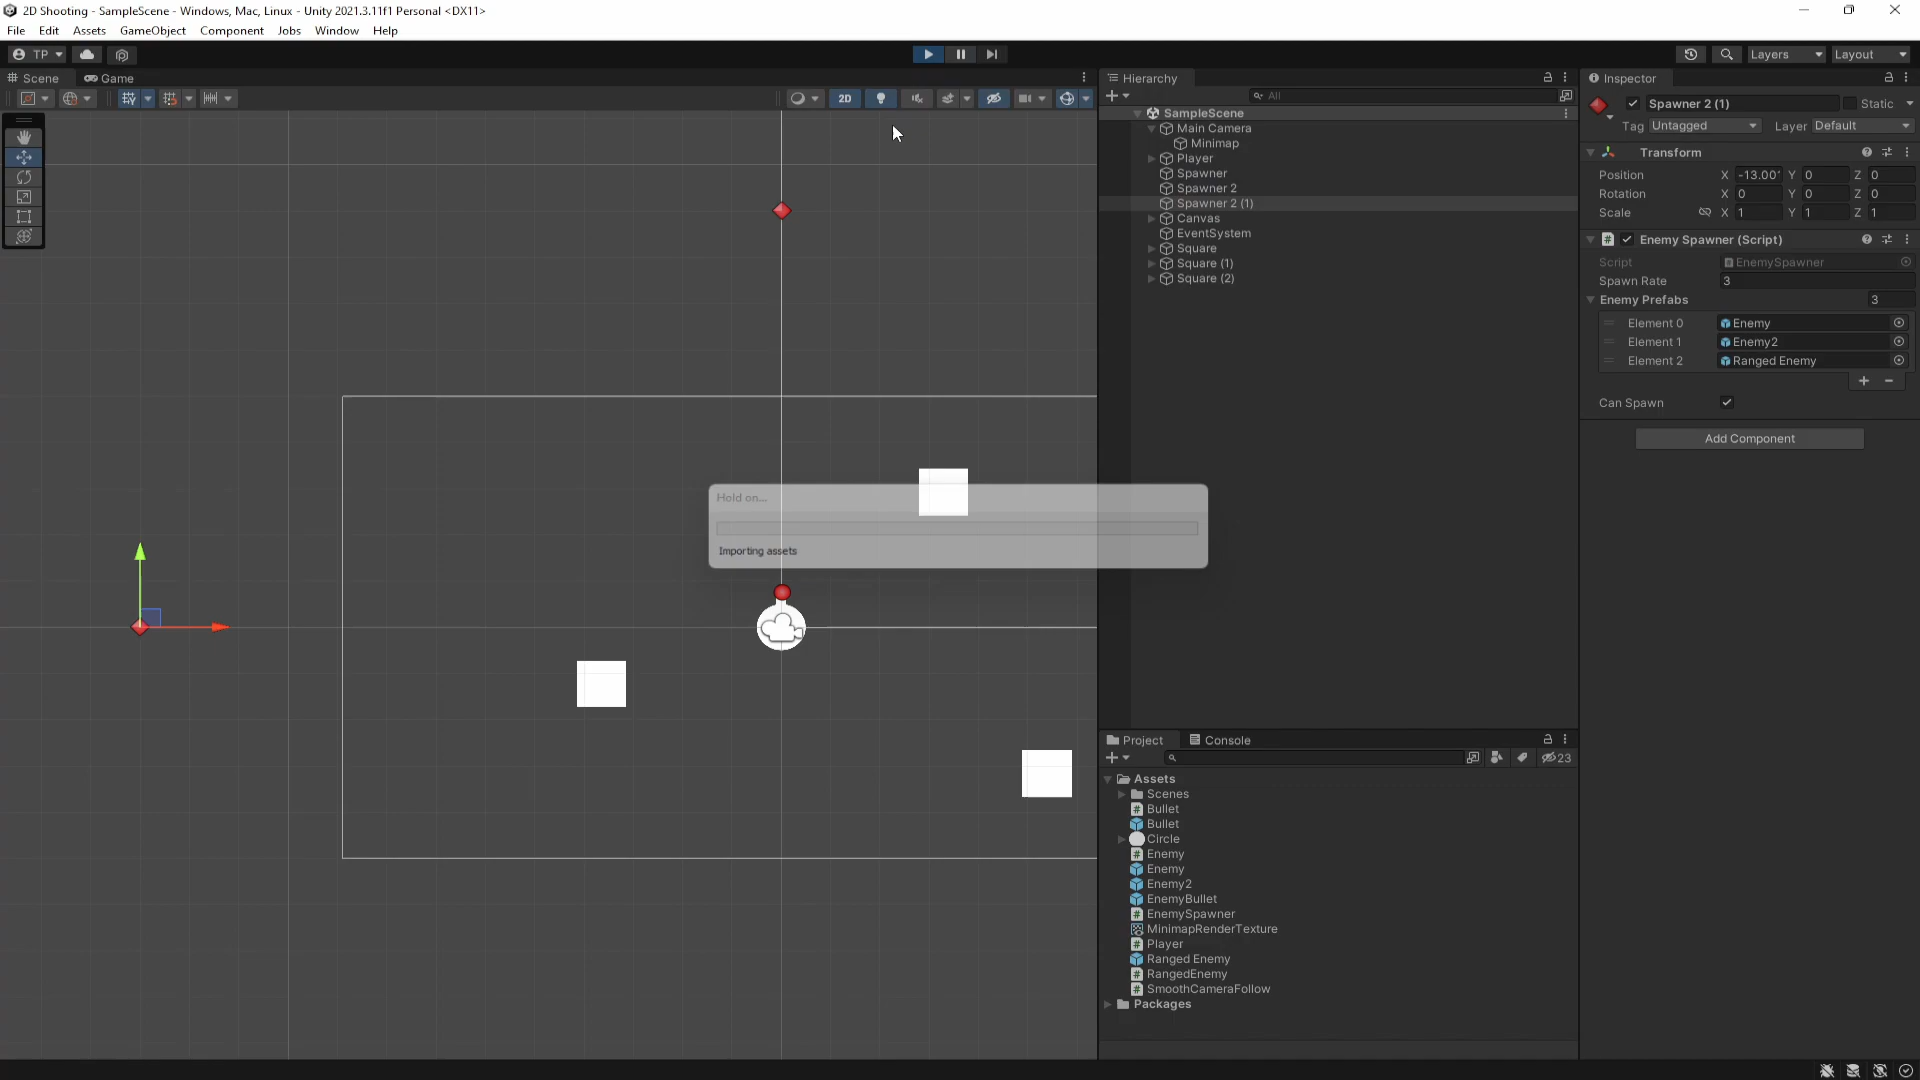 2D Shooting - SampleScene - Windows, Mac, Linux - Unity 2021.3.11f1 Personal <DX11>
File Edit Assets GameObject Component Jobs Window Help
TP
Layers
Layout
Scene
Game
2D
Hold on...
Importing assets
Hierarchy
All
SampleScene
Main Camera
Minimap
Player
Spawner
Spawner 2
Spawner 2 (1)
Canvas
EventSystem
Square
Square (1)
Square (2)
Project
Console
23
Assets
Scenes
Bullet
Bullet
Circle
Enemy
Enemy
Enemy2
EnemyBullet
EnemySpawner
MinimapRenderTexture
Player
Ranged Enemy
RangedEnemy
SmoothCameraFollow
Packages
Inspector
Spawner 2 (1)
Static
Tag Untagged Layer Default
Transform
Position X -13.00 Y 0 Z 0
Rotation X 0 Y 0 Z 0
Scale X 1 Y 1 Z 1
# Enemy Spawner (Script)
Script EnemySpawner
Spawn Rate 3
Enemy Prefabs 3
Element 0 Enemy
Element 1 Enemy2
Element 2 Ranged Enemy
+ -
Can Spawn
Add Component